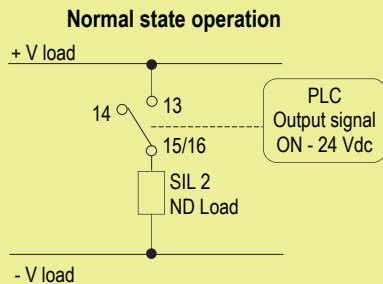 Normal state operation
+ V load
14
13
15/16
PLC
Output signal
ON - 24 Vdc
SIL 2
ND Load
- V load